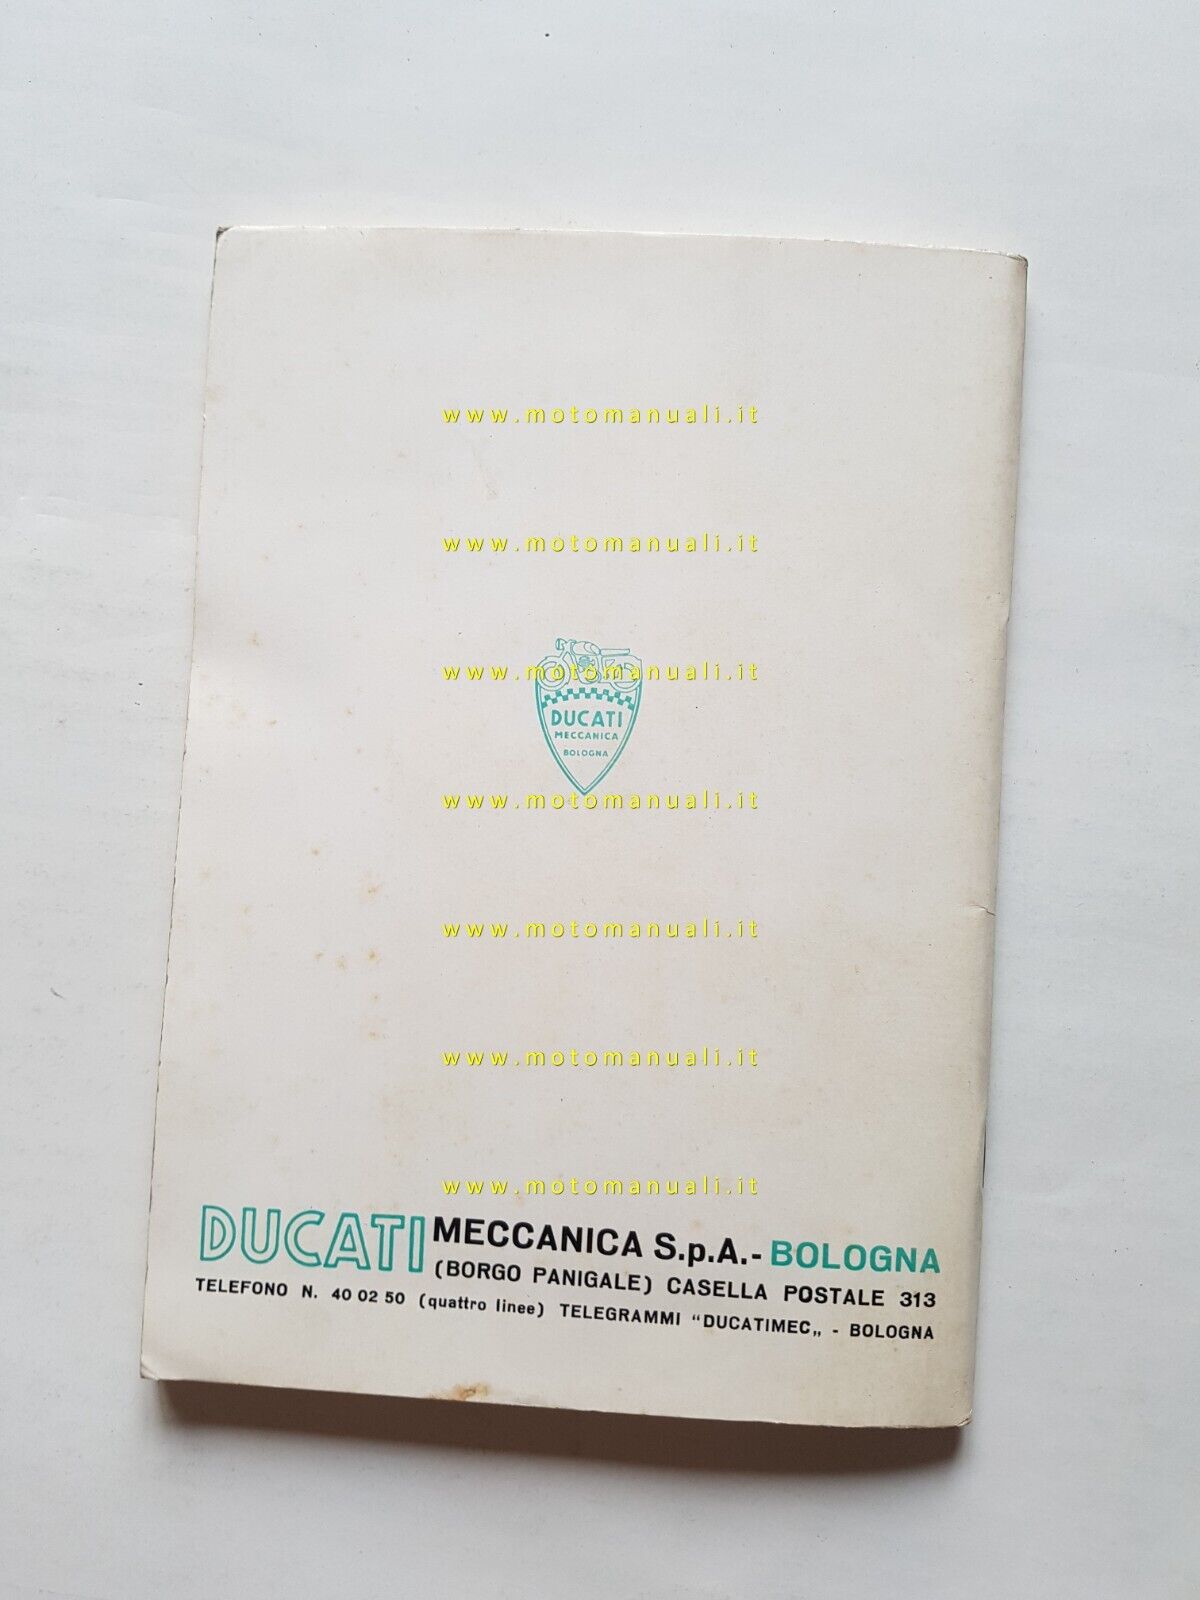 www.motomanuali.it
www.motomanuali.it
www.motomanuali.it
DUCATI
MECCANICA
BOLOGNA
www.motomanuali.it
www.motomanuali.it
www.motomanuali.it
www.motomanuali.it
DUCATI MECCANICA S.p.A.- BOLOGNA
(BORGO PANIGALE) CASELLA POSTALE 313
TELEFONO N. 40 02 50 (quattro linee) TELEGRAMMI "DUCATIMEC„ - BOLOGNA